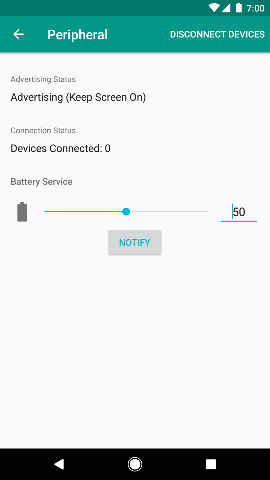 7:00
Peripheral
DISCONNECT DEVICES
Advertising Status
Advertising (Keep Screen On)
Connection Status
Devices Connected: 0
Battery Service
50
NOTIFY